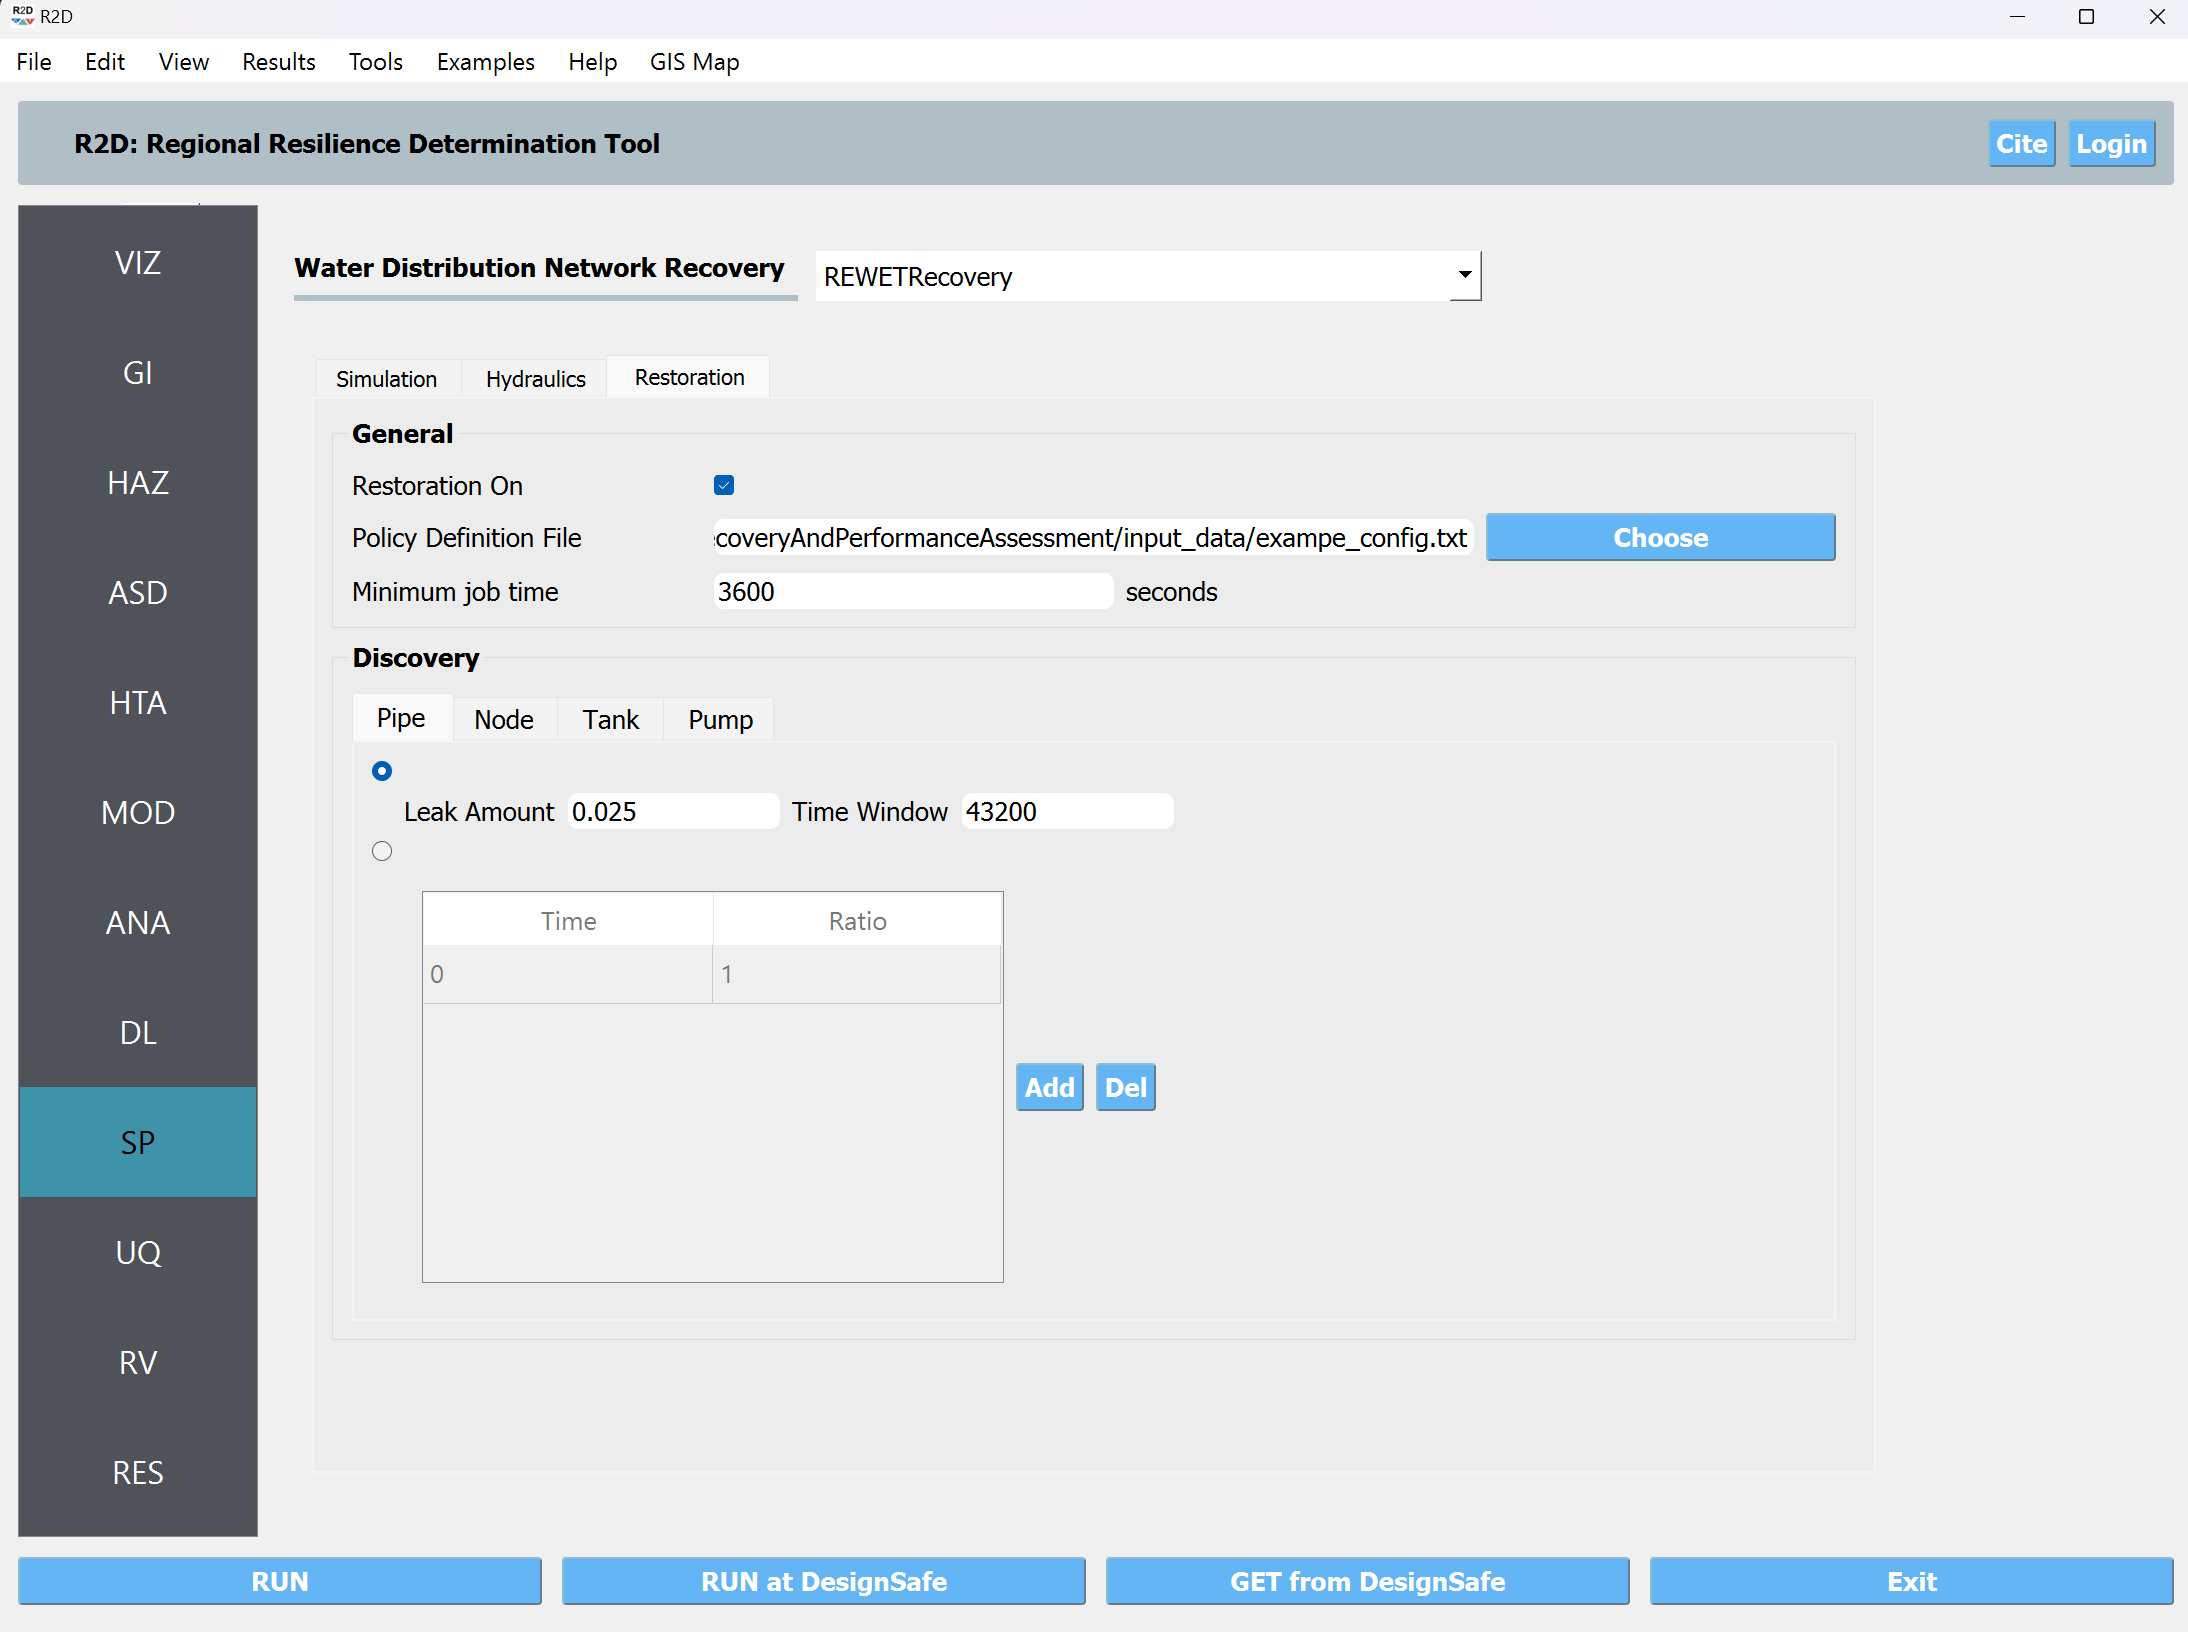 R2D R2D
File Edit View Results Tools Examples Help GIS Map
R2D: Regional Resilience Determination Tool Cite Login
VIZ
GI
HAZ
ASD
HTA
MOD
ANA
DL
SP
UQ
RV
RES
Water Distribution Network Recovery REWETRecovery
Simulation Hydraulics Restoration
General
Restoration On
Policy Definition File coveryAndPerformanceAssessment/input_data/exampe_config.txt Choose
Minimum job time 3600 seconds
Discovery
Pipe Node Tank Pump
Leak Amount 0.025 Time Window 43200
Time Ratio
0 1
Add Del
RUN RUN at DesignSafe GET from DesignSafe Exit